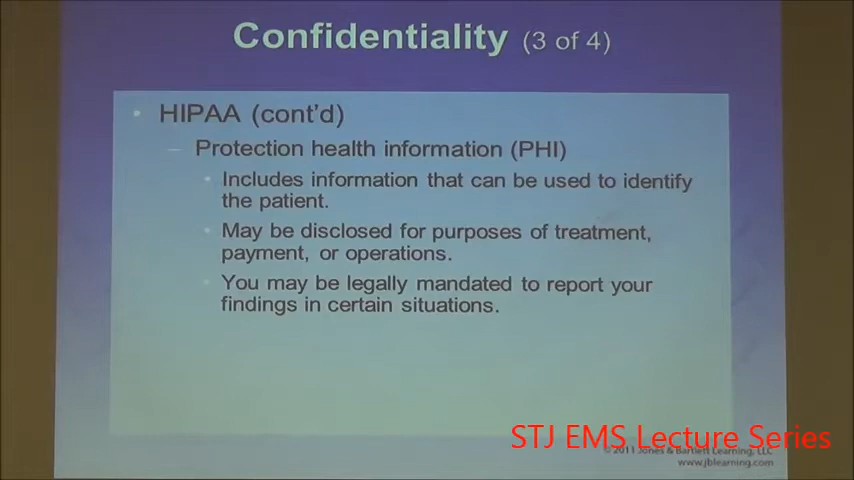 Confidentiality (3 of 4)
• HIPAA (cont'd)
– Protection health information (PHI)
• Includes information that can be used to identify
the patient.
• May be disclosed for purposes of treatment,
payment, or operations.
• You may be legally mandated to report your
findings in certain situations.
STJ EMS Lecture Series
© 2011 Jones & Bartlett Learning, LLC
www.jblearning.com